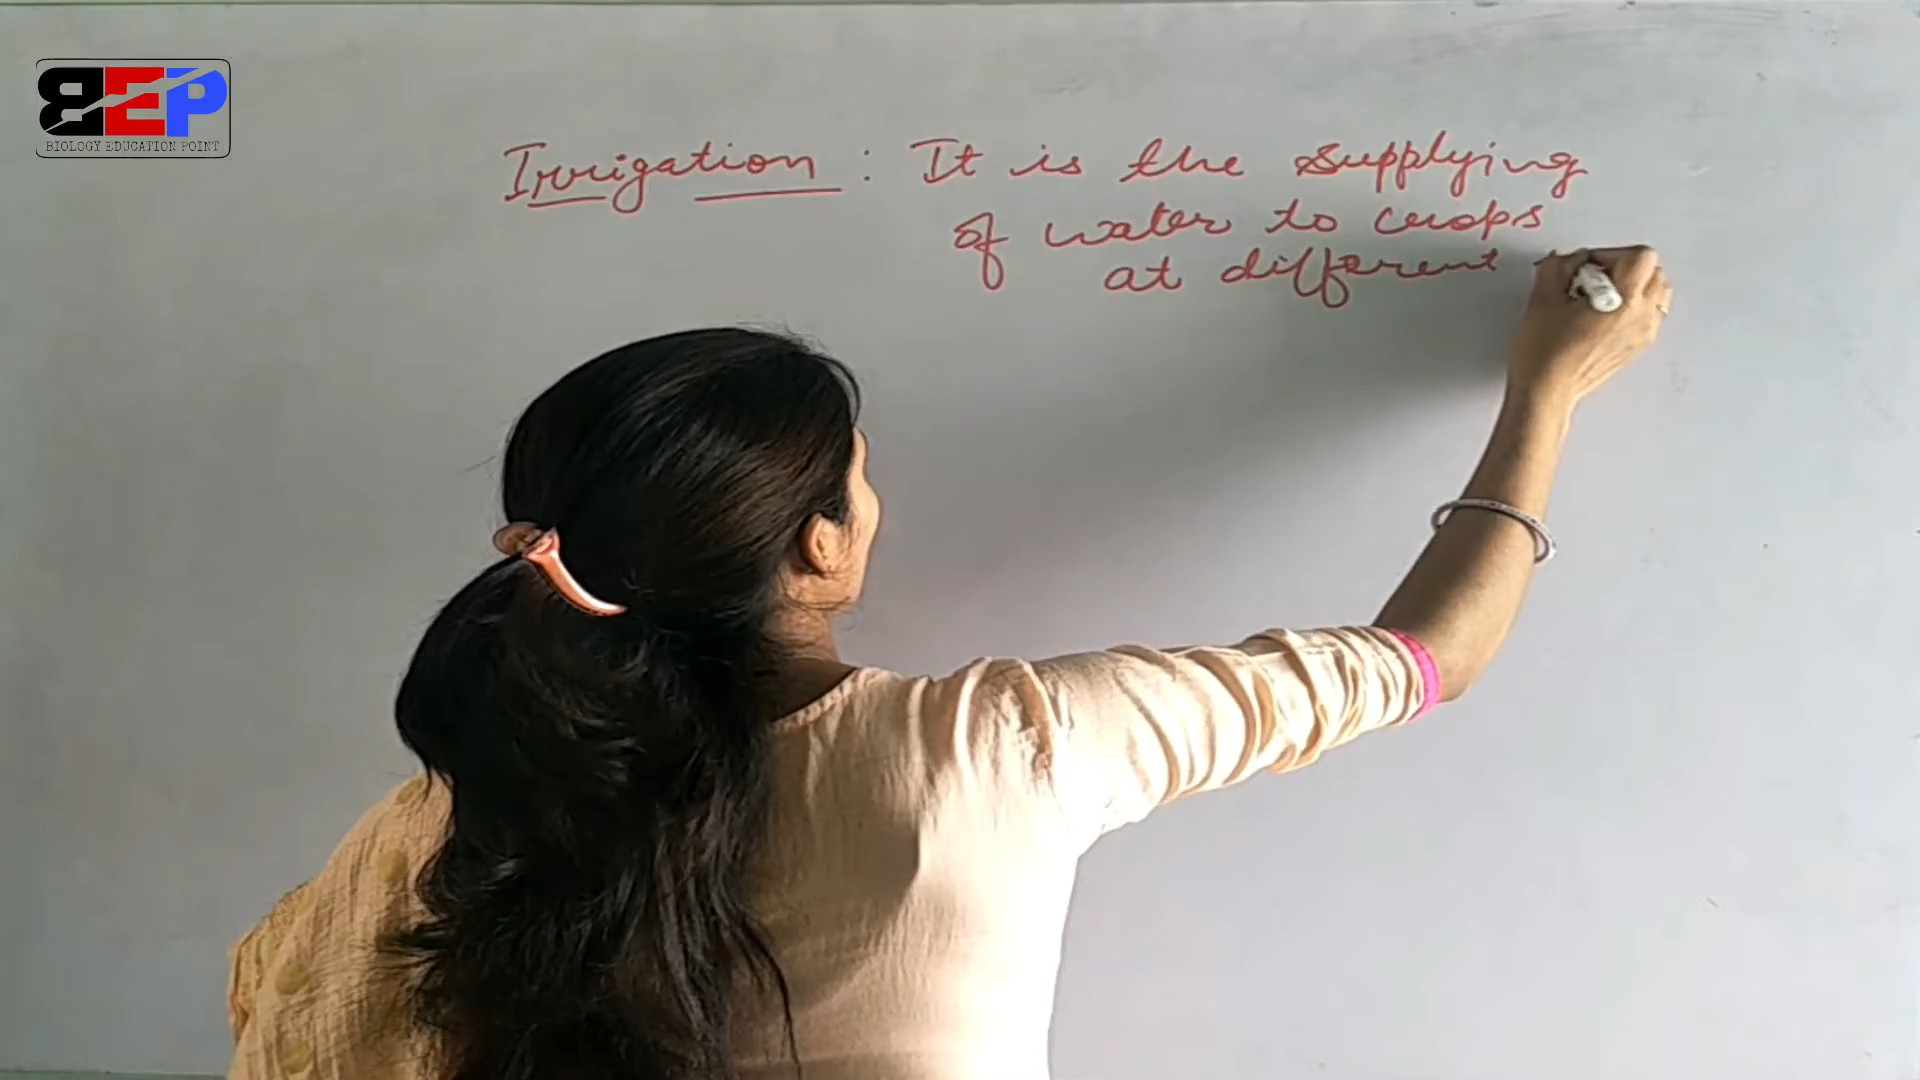 BEP
BIOLOGY EDUCATION POINT
Irrigation : It is the supplying
of water to crops
at different